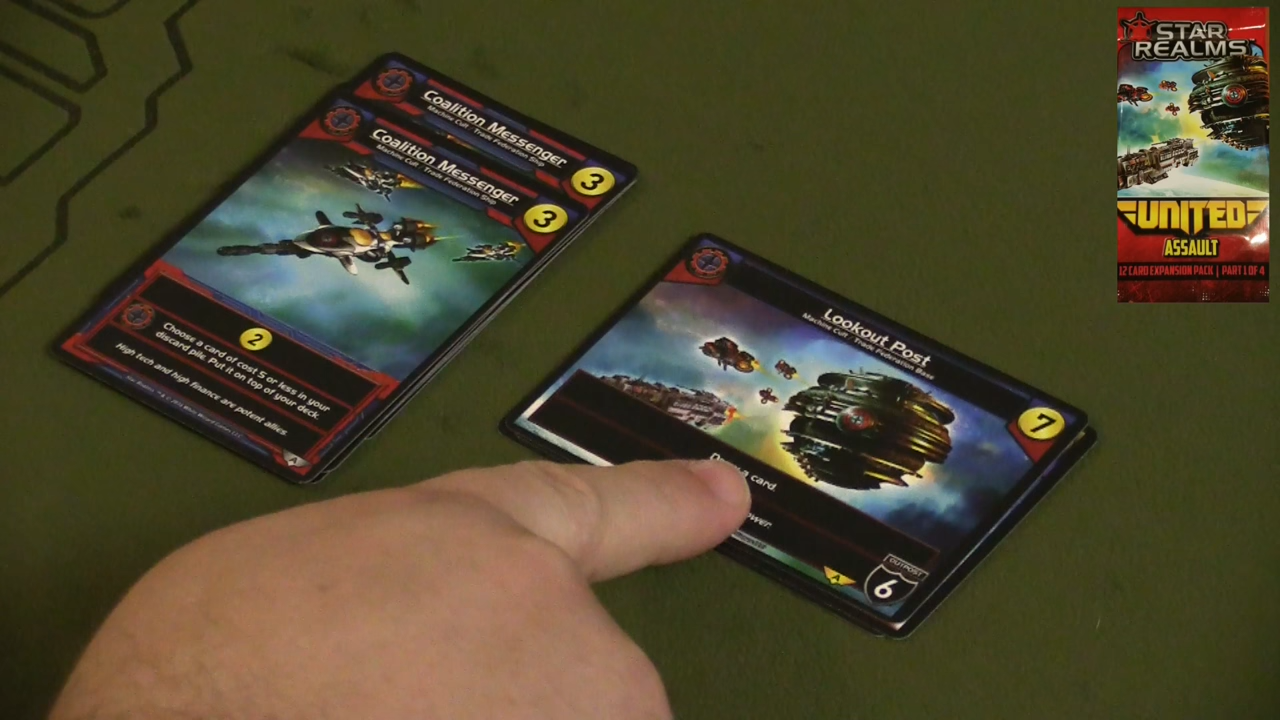 Coalition Messenger
Machine Cult / Trade Federation Ship
3
Coalition Messenger
Machine Cult / Trade Federation Ship
3
2
Choose a card of cost 5 or less in your
discard pile. Put it on top of your deck.
High tech and high finance are potent allies.
A
Lookout Post
Machine Cult / Trade Federation Base
7
a card.
OUTPOST
6
A
STAR
REALMS
UNITED
ASSAULT
12 CARD EXPANSION PACK | PART 1 OF 4